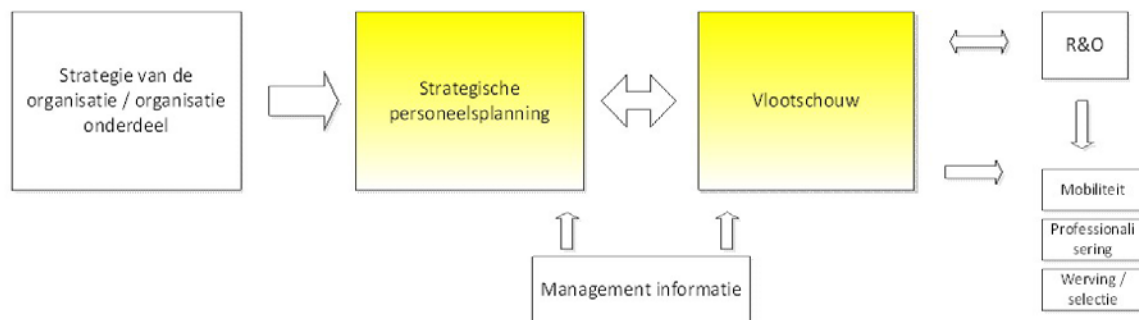 Strategie van de
organisatie / organisatie
onderdeel
Strategische
personeelsplanning
Vlootschouw
R&O
Mobiliteit
Professionali
sering
Werving /
selectie
Management informatie